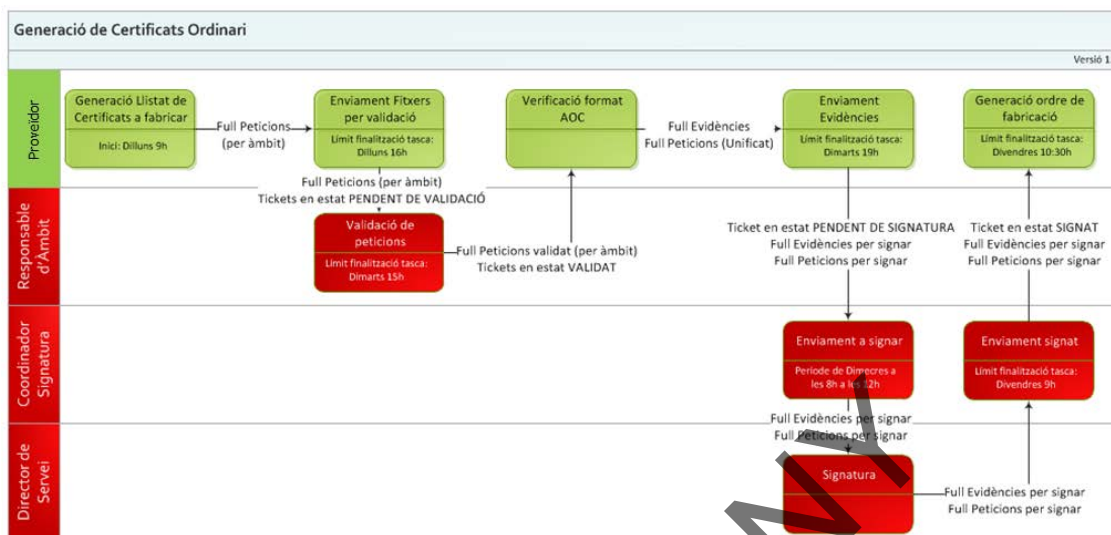 Generació de Certificats Ordinari
Versió 1
Proveïdor
Generació Llistat de
Certificats a fabricar
Inici: Dilluns 9h
Full Peticions
(per àmbit)
Enviament Fitxers
per validació
Límit finalització tasca:
Dilluns 16h
Verificació format
AOC
Full Evidències
Full Peticions (Unificat)
Enviament
Evidències
Límit finalització tasca:
Dimarts 19h
Generació ordre de
fabricació
Límit finalització tasca:
Divendres 10:30h
Full Peticions (per àmbit)
Tickets en estat PENDENT DE VALIDACIÓ
Responsable
d'Àmbit
Validació de
peticions
Límit finalització tasca:
Dimarts 15h
Full Peticions validat (per àmbit)
Tickets en estat VALIDAT
Ticket en estat PENDENT DE SIGNATURA
Full Evidències per signar
Full Peticions per signar
Ticket en estat SIGNAT
Full Evidències per signar
Full Peticions per signar
Coordinador
Signatura
Enviament a signar
Període de Dimecres a
les 8h a les 12h
Enviament signat
Límit finalització tasca:
Divendres 9h
Full Evidències per signar
Full Peticions per signar
Director de
Servei
Signatura
Full Evidències per signar
Full Peticions per signar
NY